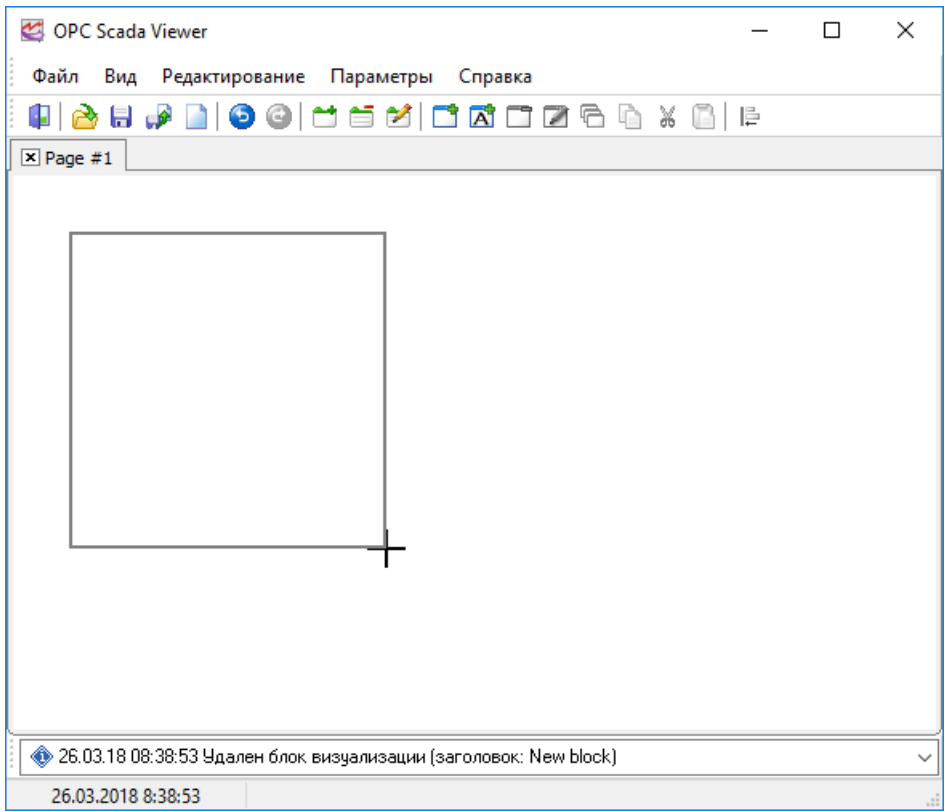 OPC Scada Viewer
Файл Вид Редактирование Параметры Справка
Page #1
26.03.18 08:38:53 Удален блок визуализации (заголовок: New block)
26.03.2018 8:38:53